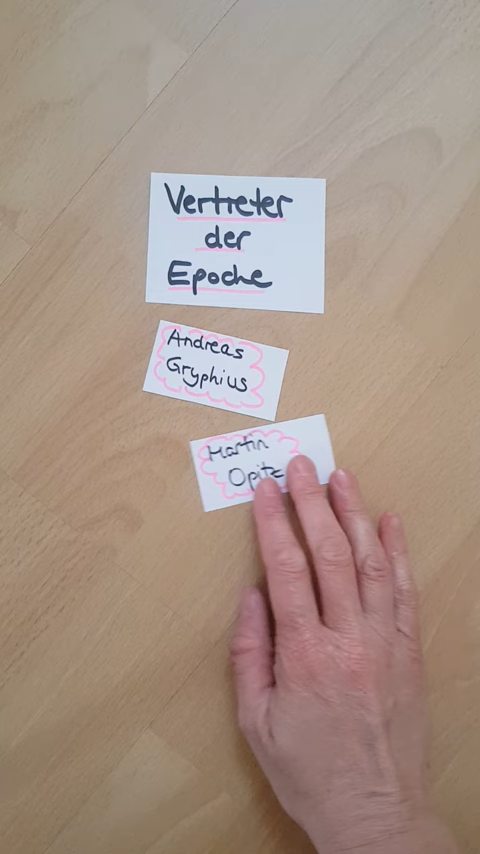 Vertreter
der
Epoche
Andreas
Gryphius
Martin
Opitz